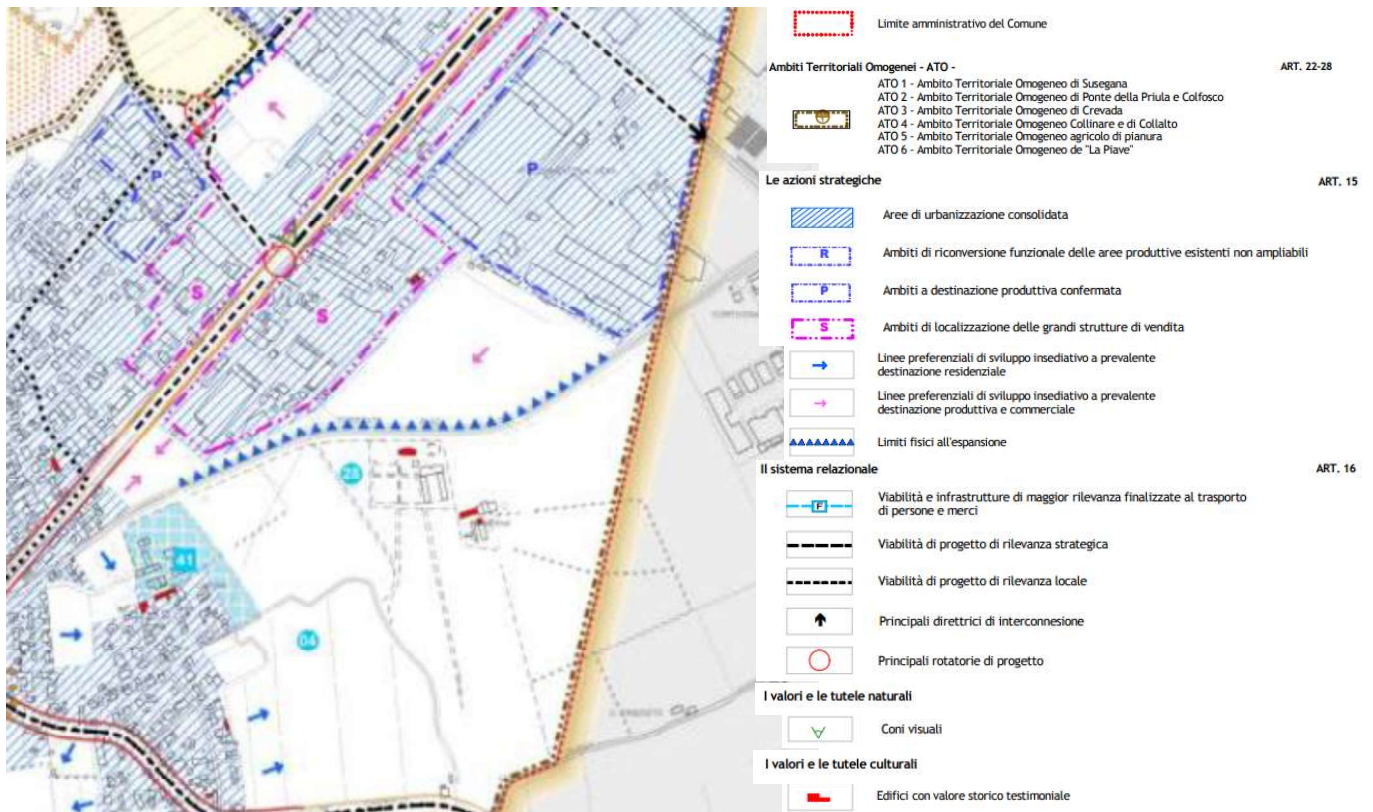 Limite amministrativo del Comune
Ambiti Territoriali Omogenei - ATO -
ART. 22-28
ATO 1 - Ambito Territoriale Omogeneo di Susegana
ATO 2 - Ambito Territoriale Omogeneo di Ponte della Priula e Colfosco
ATO 3 - Ambito Territoriale Omogeneo di Crevada
ATO 4 - Ambito Territoriale Omogeneo Collinare e di Collalto
ATO 5 - Ambito Territoriale Omogeneo agricolo di pianura
ATO 6 - Ambito Territoriale Omogeneo de "La Piave"
Le azioni strategiche
ART. 15
Aree di urbanizzazione consolidata
R
Ambiti di riconversione funzionale delle aree produttive esistenti non ampliabili
P
Ambiti a destinazione produttiva confermata
S
Ambiti di localizzazione delle grandi strutture di vendita
Linee preferenziali di sviluppo insediativo a prevalente
destinazione residenziale
Linee preferenziali di sviluppo insediativo a prevalente
destinazione produttiva e commerciale
Limiti fisici all'espansione
Il sistema relazionale
ART. 16
F
Viabilità e infrastrutture di maggior rilevanza finalizzate al trasporto
di persone e merci
Viabilità di progetto di rilevanza strategica
Viabilità di progetto di rilevanza locale
Principali direttrici di interconnesione
Principali rotatorie di progetto
I valori e le tutele naturali
Coni visuali
I valori e le tutele culturali
Edifici con valore storico testimoniale
P
P
S
S
28
41
04